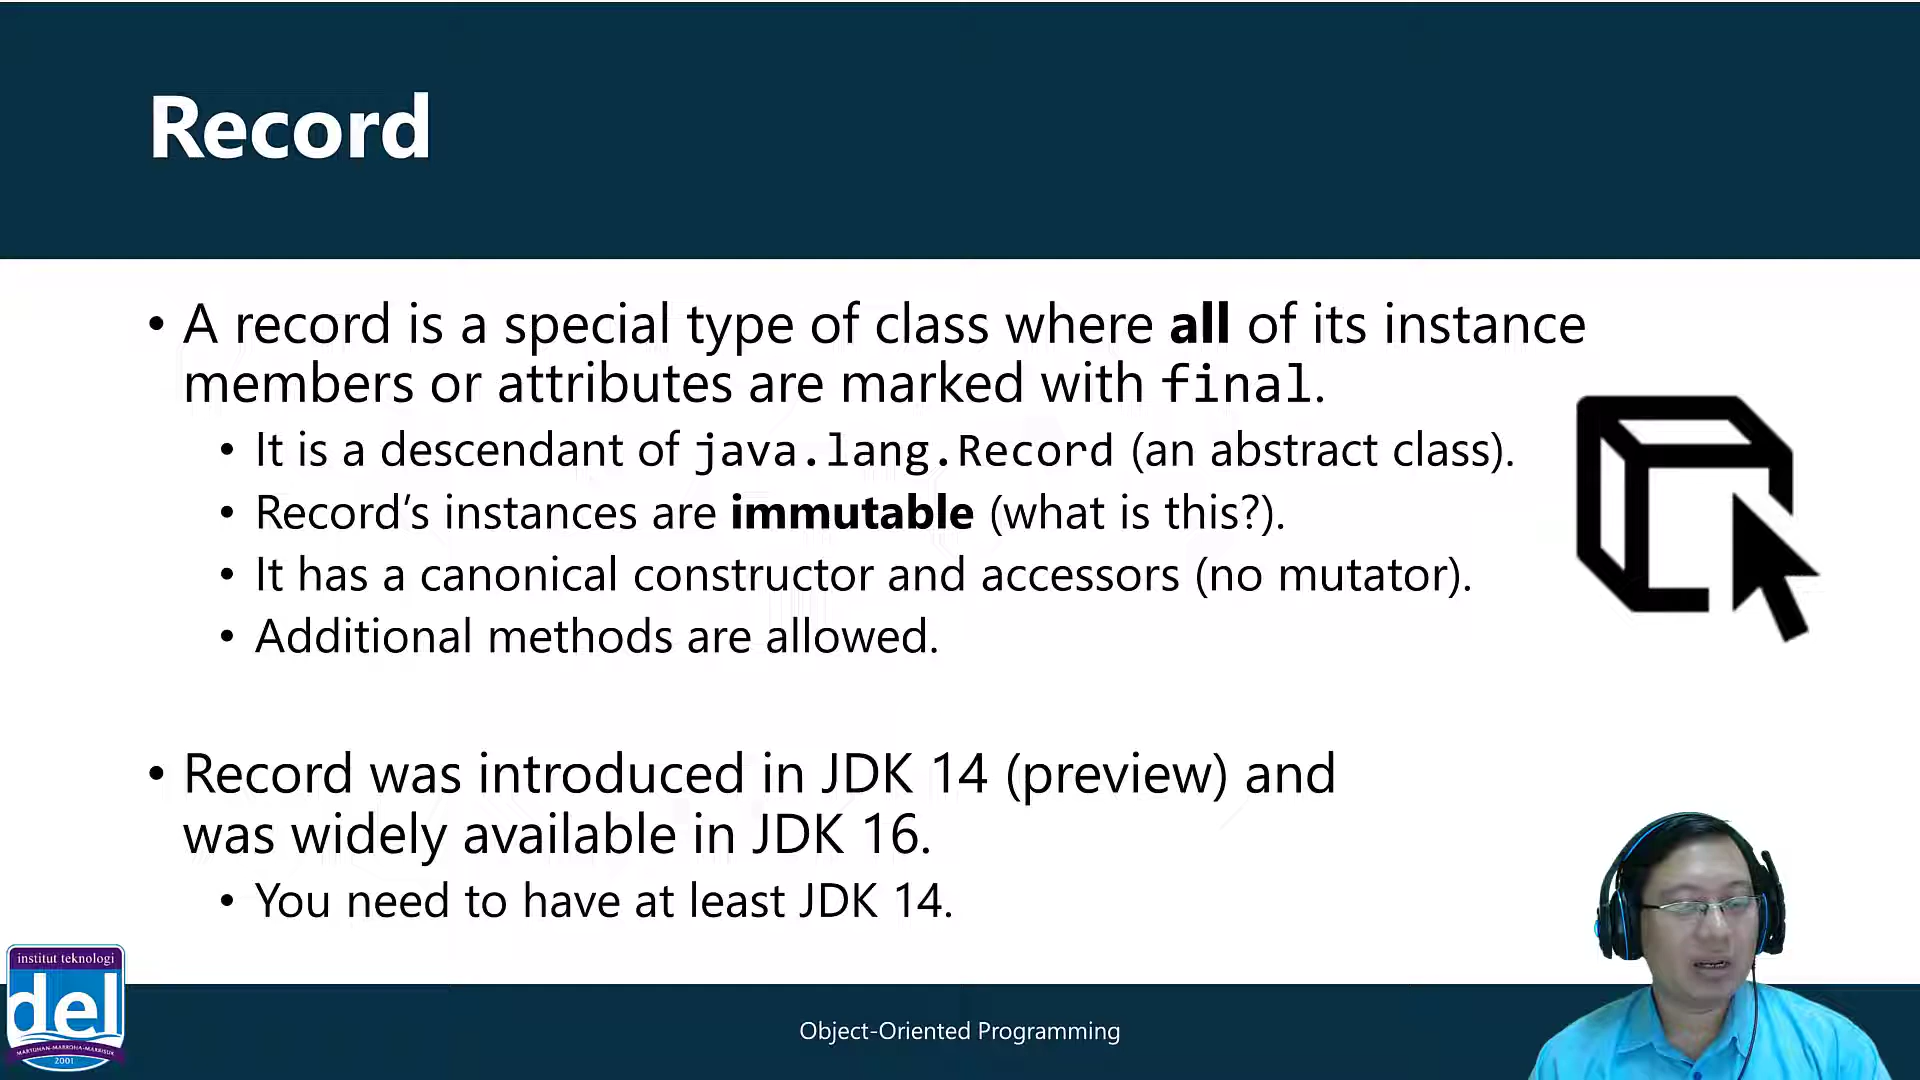 Record
• A record is a special type of class where all of its instance
members or attributes are marked with final.
• It is a descendant of java.lang.Record (an abstract class).
• Record‘s instances are immutable (what is this?).
• It has a canonical constructor and accessors (no mutator).
• Additional methods are allowed.
• Record was introduced in JDK 14 (preview) and
was widely available in JDK 16.
• You need to have at least JDK 14.
institut teknologi
del
MARTUHAN-MARROHA-MARBISUK
2001
Object-Oriented Programming